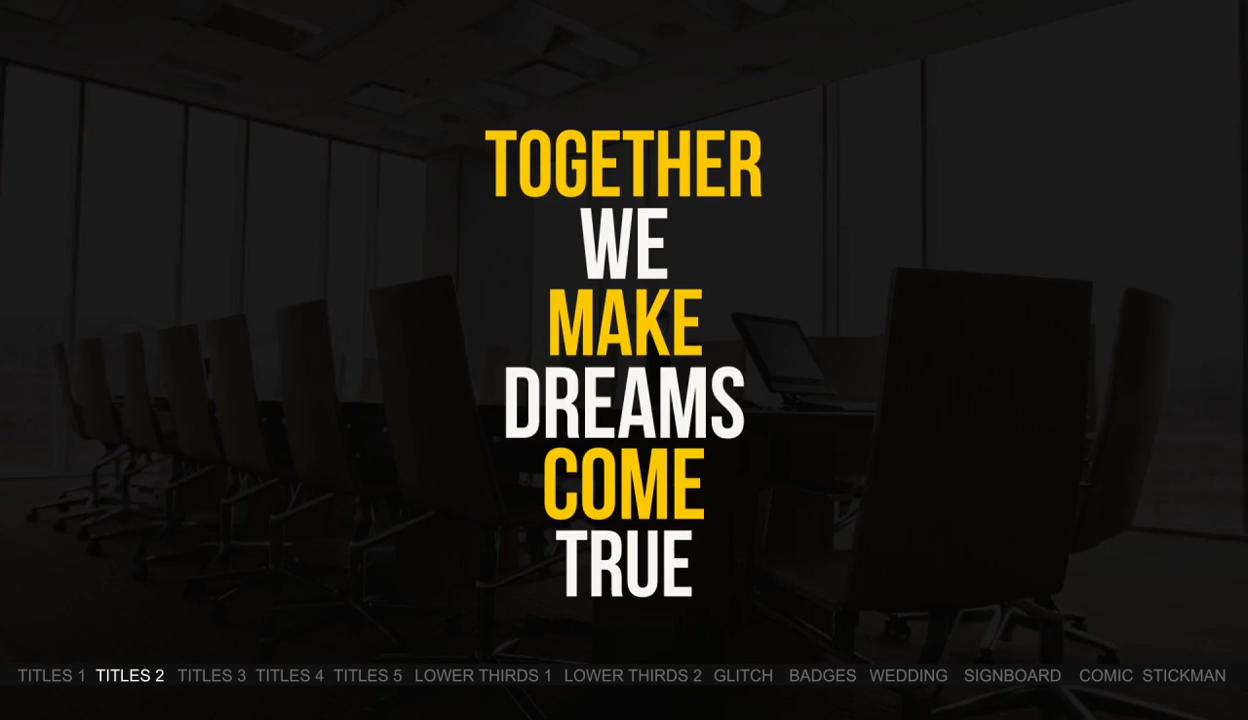 TOGETHER
WE
MAKE
DREAMS
COME
TRUE
TITLES 1 TITLES 2 TITLES 3 TITLES 4 TITLES 5 LOWER THIRDS 1 LOWER THIRDS 2 GLITCH BADGES WEDDING SIGNBOARD COMIC STICKMAN